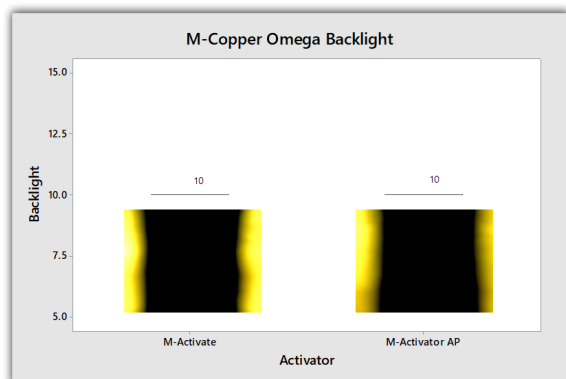 M-Copper Omega Backlight
15.0
12.5
10.0
7.5
5.0
Backlight
10
10
M-Activate
M-Activator AP
Activator